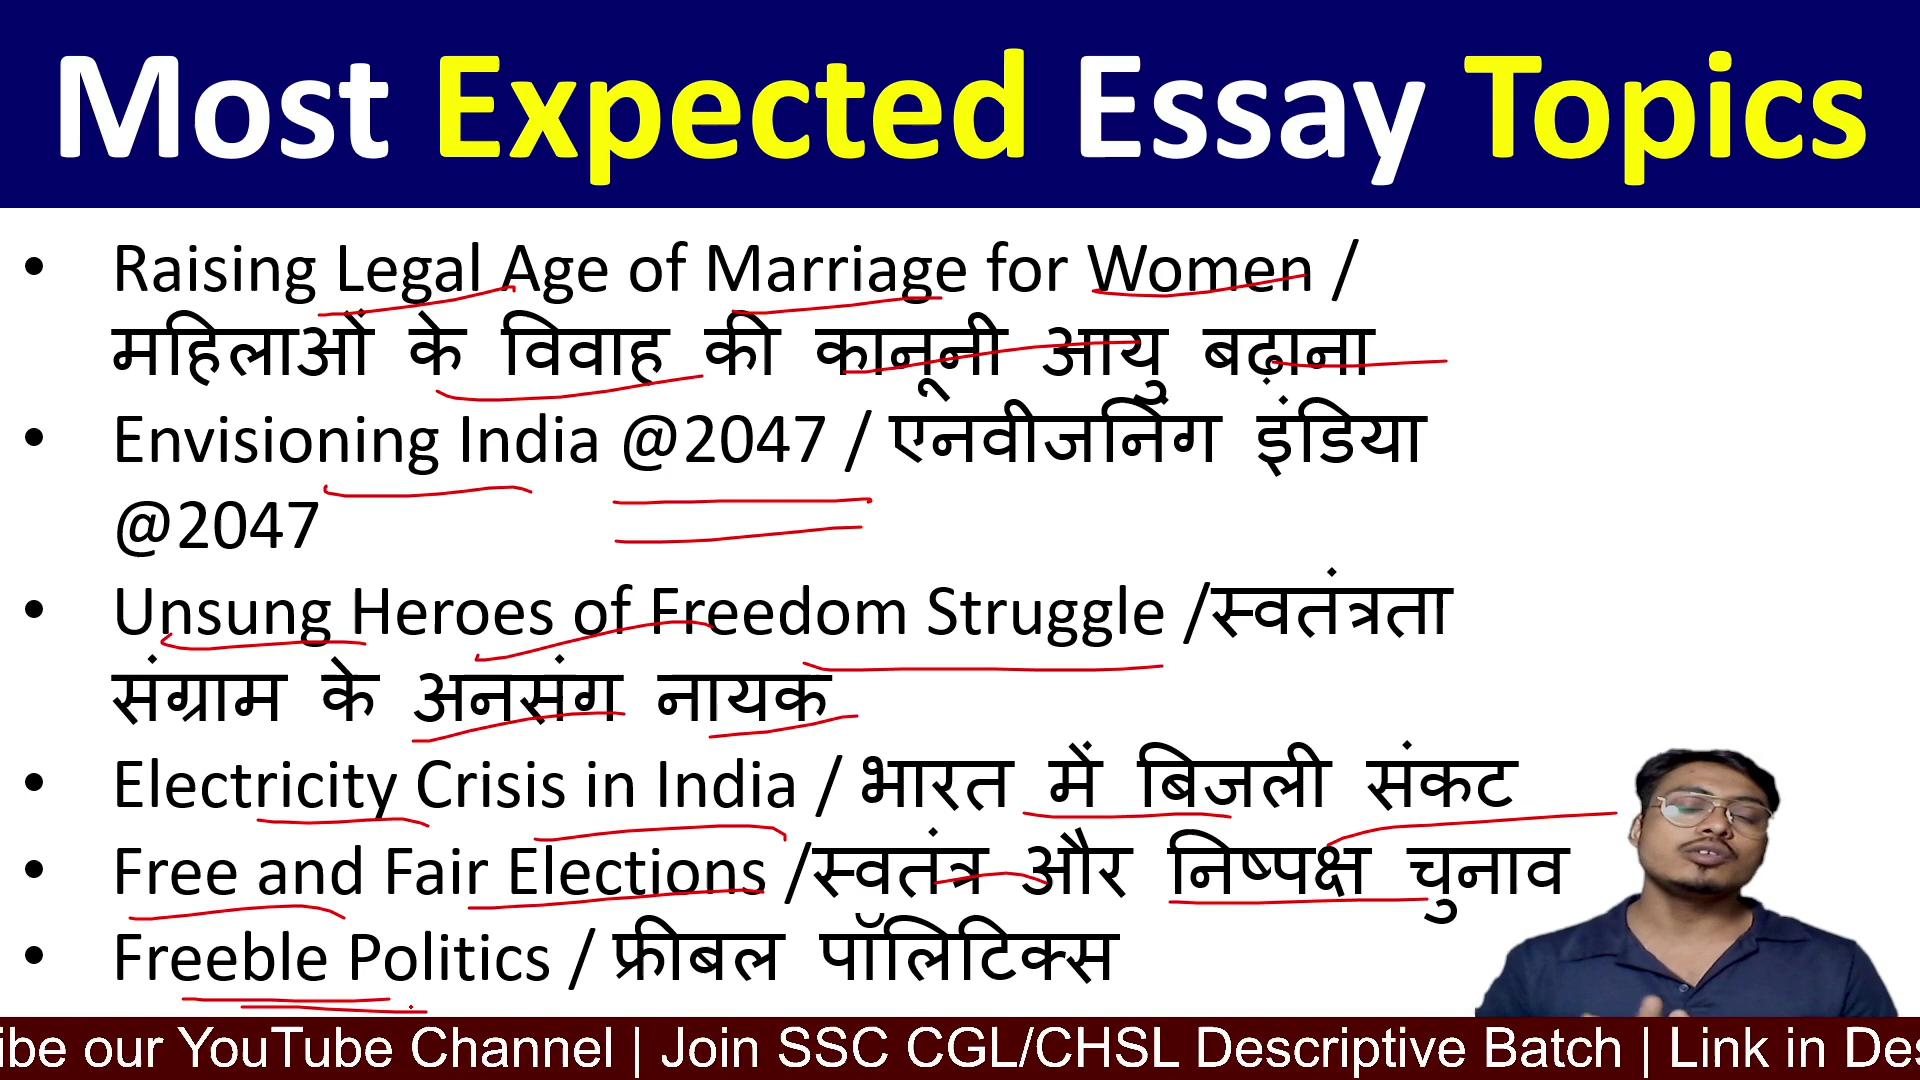 Most Expected Essay Topics
• Raising Legal Age of Marriage for Women /
महिलाओं के विवाह की कानूनी आयु बढ़ाना
• Envisioning India @2047 / एनवीजनिंग इंडिया
@2047
• Unsung Heroes of Freedom Struggle /स्वतंत्रता
संग्राम के अनसंग नायक
• Electricity Crisis in India / भारत में बिजली संकट
• Free and Fair Elections /स्वतंत्र और निष्पक्ष चुनाव
• Freeble Politics / फ्रीबल पॉलिटिक्स
ibe our YouTube Channel | Join SSC CGL/CHSL Descriptive Batch | Link in Des